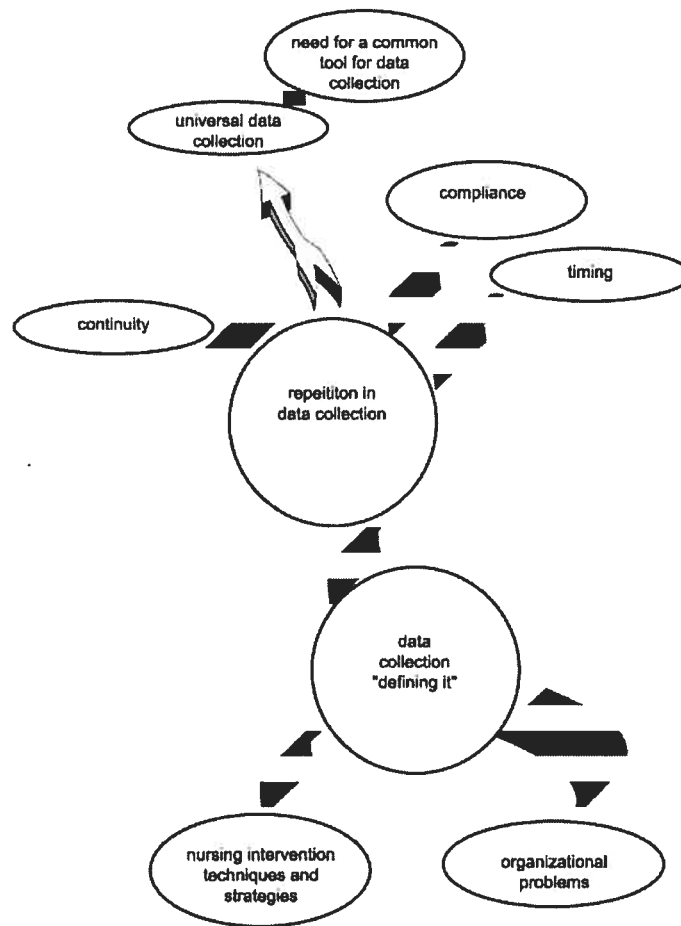 need for a common
tool for data
collection
universal data
collection
compliance
timing
continuity
repeititon in
data collection
data
collection
"defining it"
nursing intervention
techniques and
strategies
organizational
problems